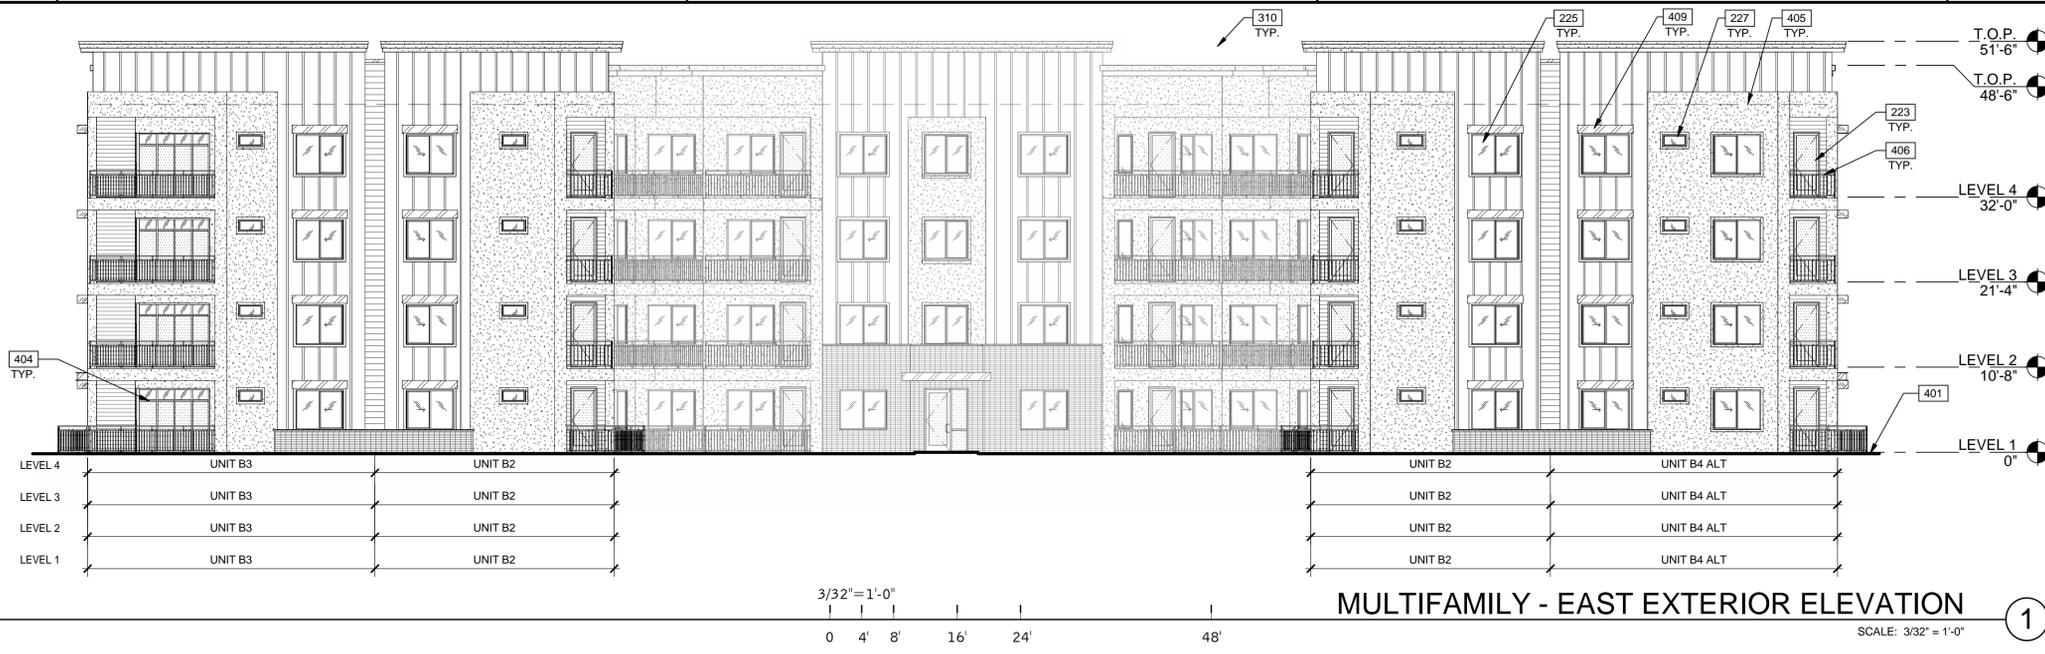 310
TYP.
225
TYP.
409
TYP.
227
TYP.
405
TYP.
T.O.P.
51'-6"
T.O.P.
48'-6"
223
TYP.
406
TYP.
LEVEL 4
32'-0"
LEVEL 3
21'-4"
404
TYP.
LEVEL 2
10'-8"
401
LEVEL 1
0"
LEVEL 4 UNIT B3 UNIT B2 UNIT B2 UNIT B4 ALT
LEVEL 3 UNIT B3 UNIT B2 UNIT B2 UNIT B4 ALT
LEVEL 2 UNIT B3 UNIT B2 UNIT B2 UNIT B4 ALT
LEVEL 1 UNIT B3 UNIT B2 UNIT B2 UNIT B4 ALT
3/32"=1'-0"
0 4' 8' 16' 24' 48'
MULTIFAMILY - EAST EXTERIOR ELEVATION
1
SCALE: 3/32" = 1'-0"